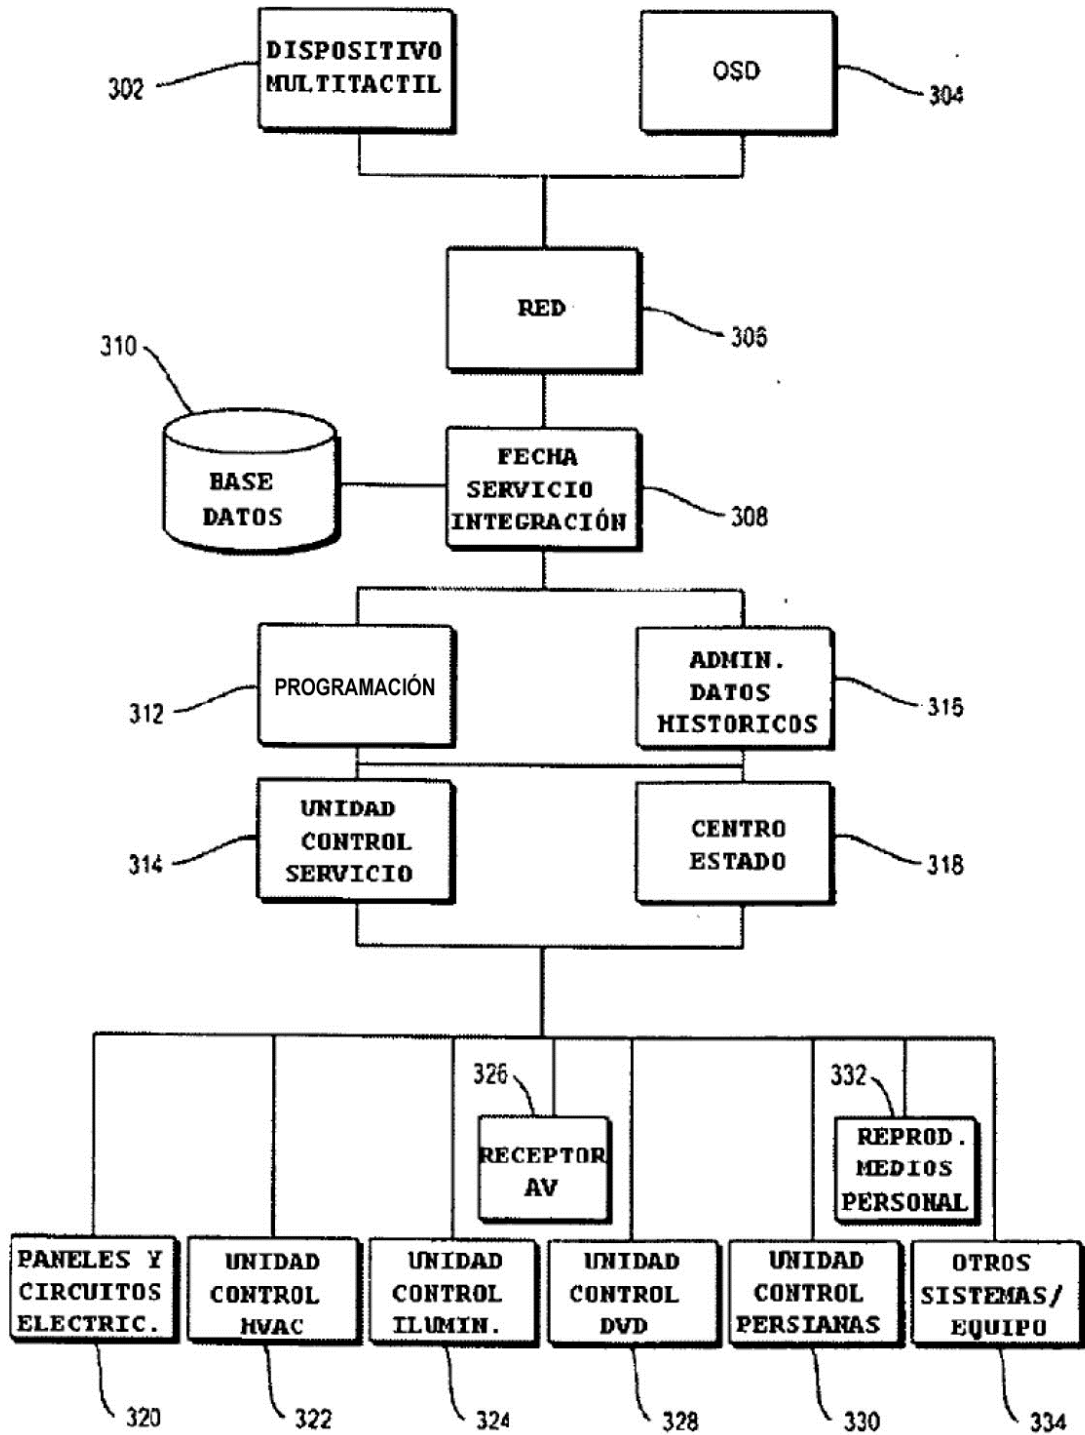 DISPOSITIVO
MULTITACTIL
302
OSD
304
RED
306
310
BASE
DATOS
FECHA
SERVICIO
INTEGRACIÓN
308
PROGRAMACIÓN
312
ADMIN.
DATOS
HISTORICOS
316
UNIDAD
CONTROL
SERVICIO
314
CENTRO
ESTADO
318
326
RECEPTOR
AV
332
REPROD.
MEDIOS
PERSONAL
PANELES Y
CIRCUITOS
ELECTRIC.
UNIDAD
CONTROL
HVAC
UNIDAD
CONTROL
ILUMIN.
UNIDAD
CONTROL
DVD
UNIDAD
CONTROL
PERSIANAS
OTROS
SISTEMAS/
EQUIPO
320
322
324
328
330
334